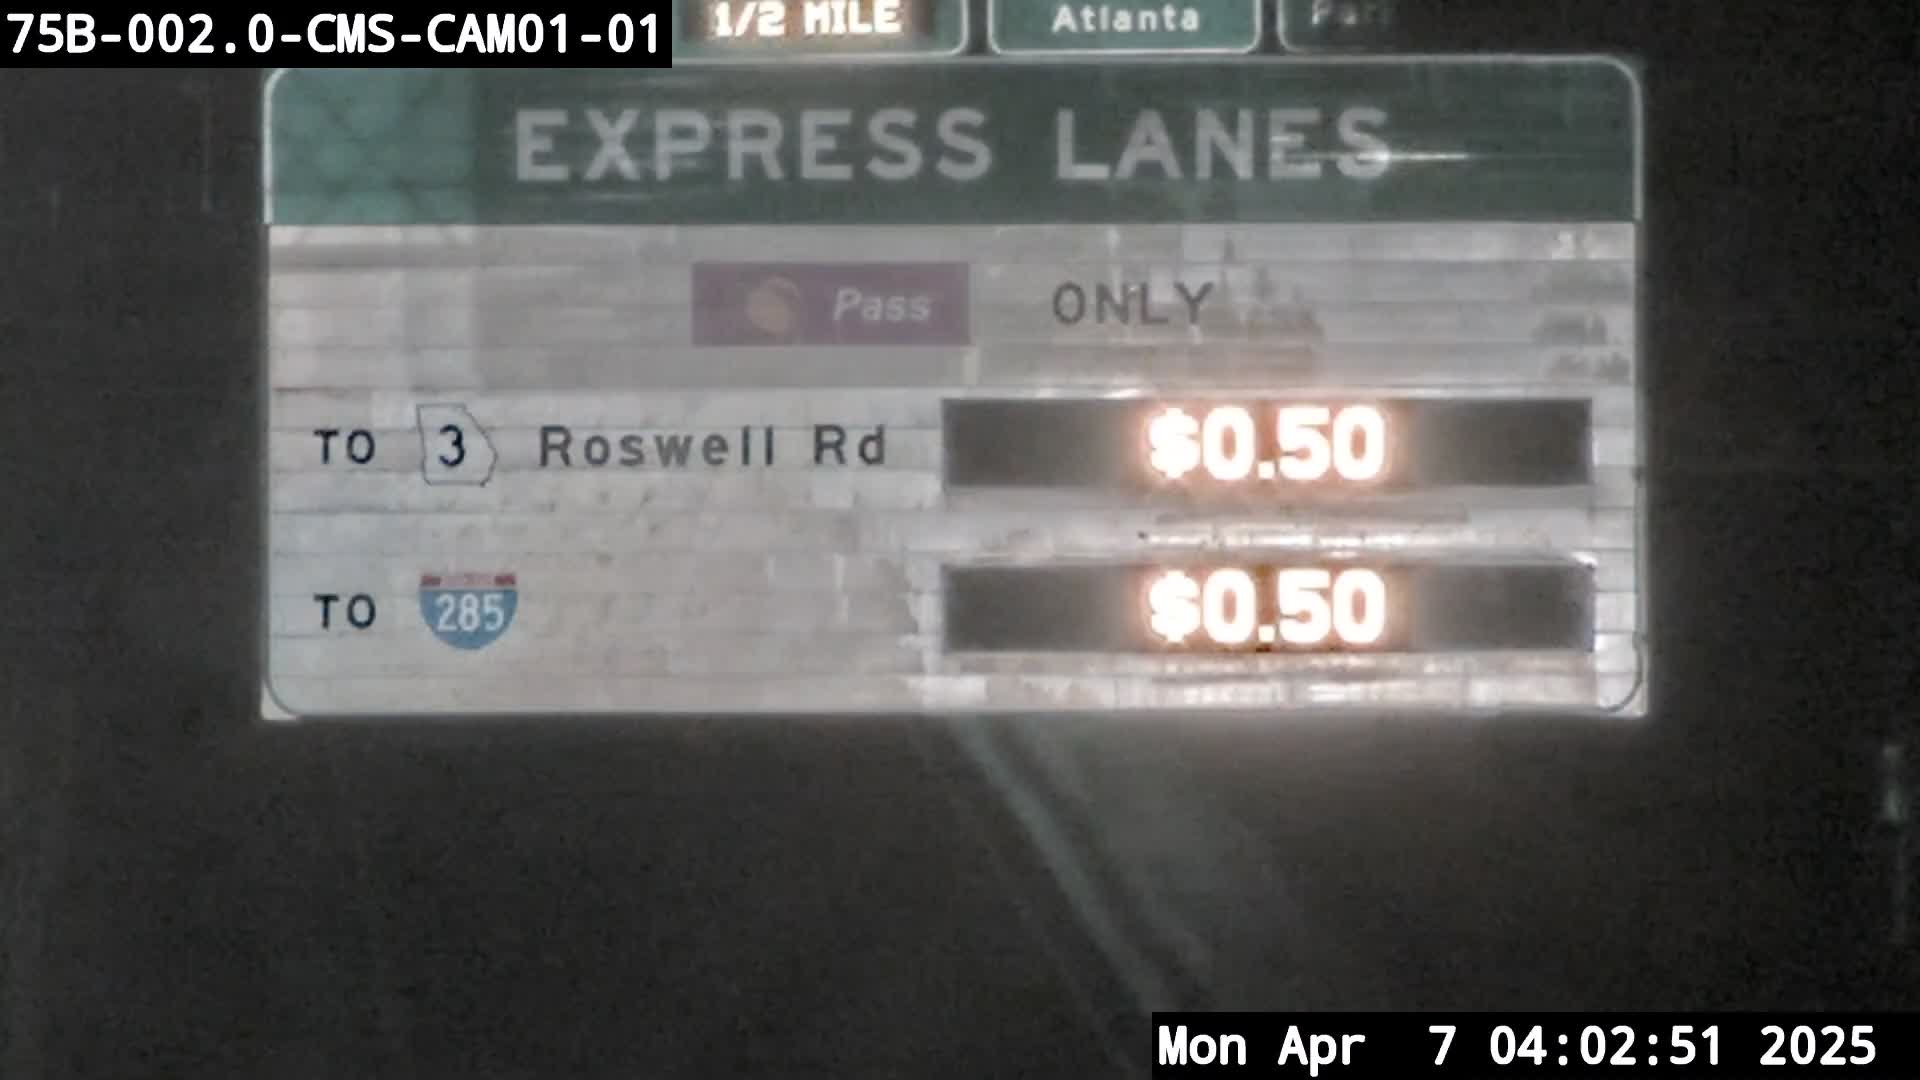 75B-002.0-CMS-CAM01-01
1/2 MILE
Atlanta
EXPRESS LANES
Pass ONLY
TO 3 Roswell Rd $0.50
TO 285 $0.50
Mon Apr 7 04:02:51 2025